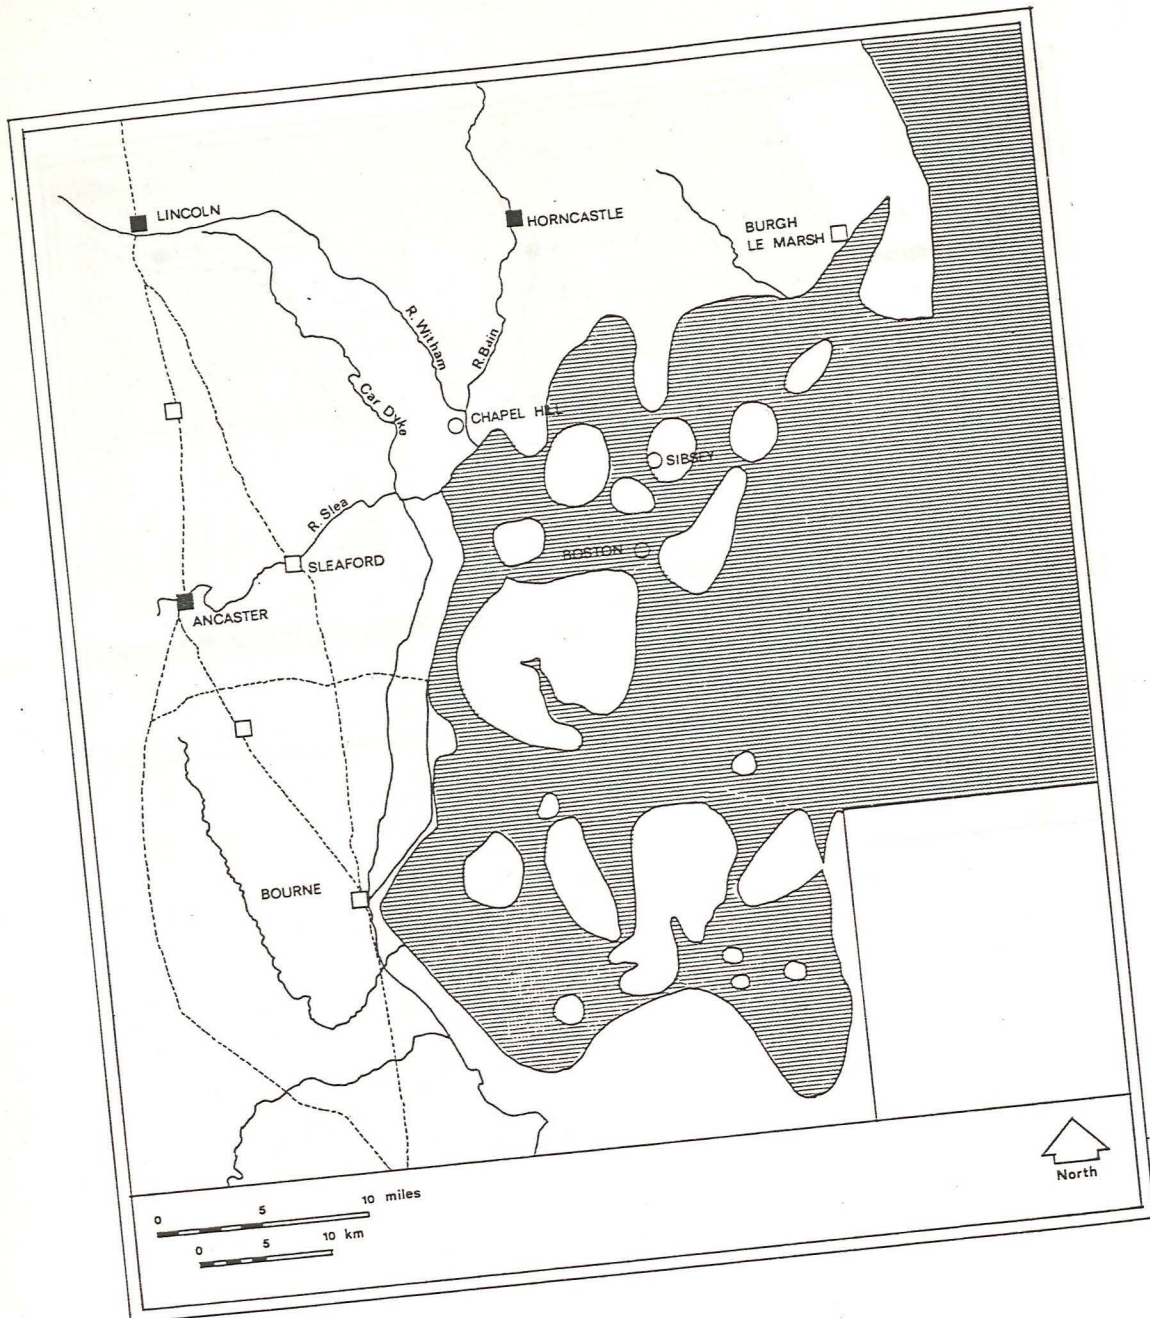 LINCOLN
HORNCASTLE
BURGH
LE MARSH
R. Witham
R. Bain
Car Dyke
CHAPEL HILL
SIBSEY
R. Slea
BOSTON
SLEAFORD
ANCASTER
BOURNE
North
0 5 10 miles
0 5 10 km